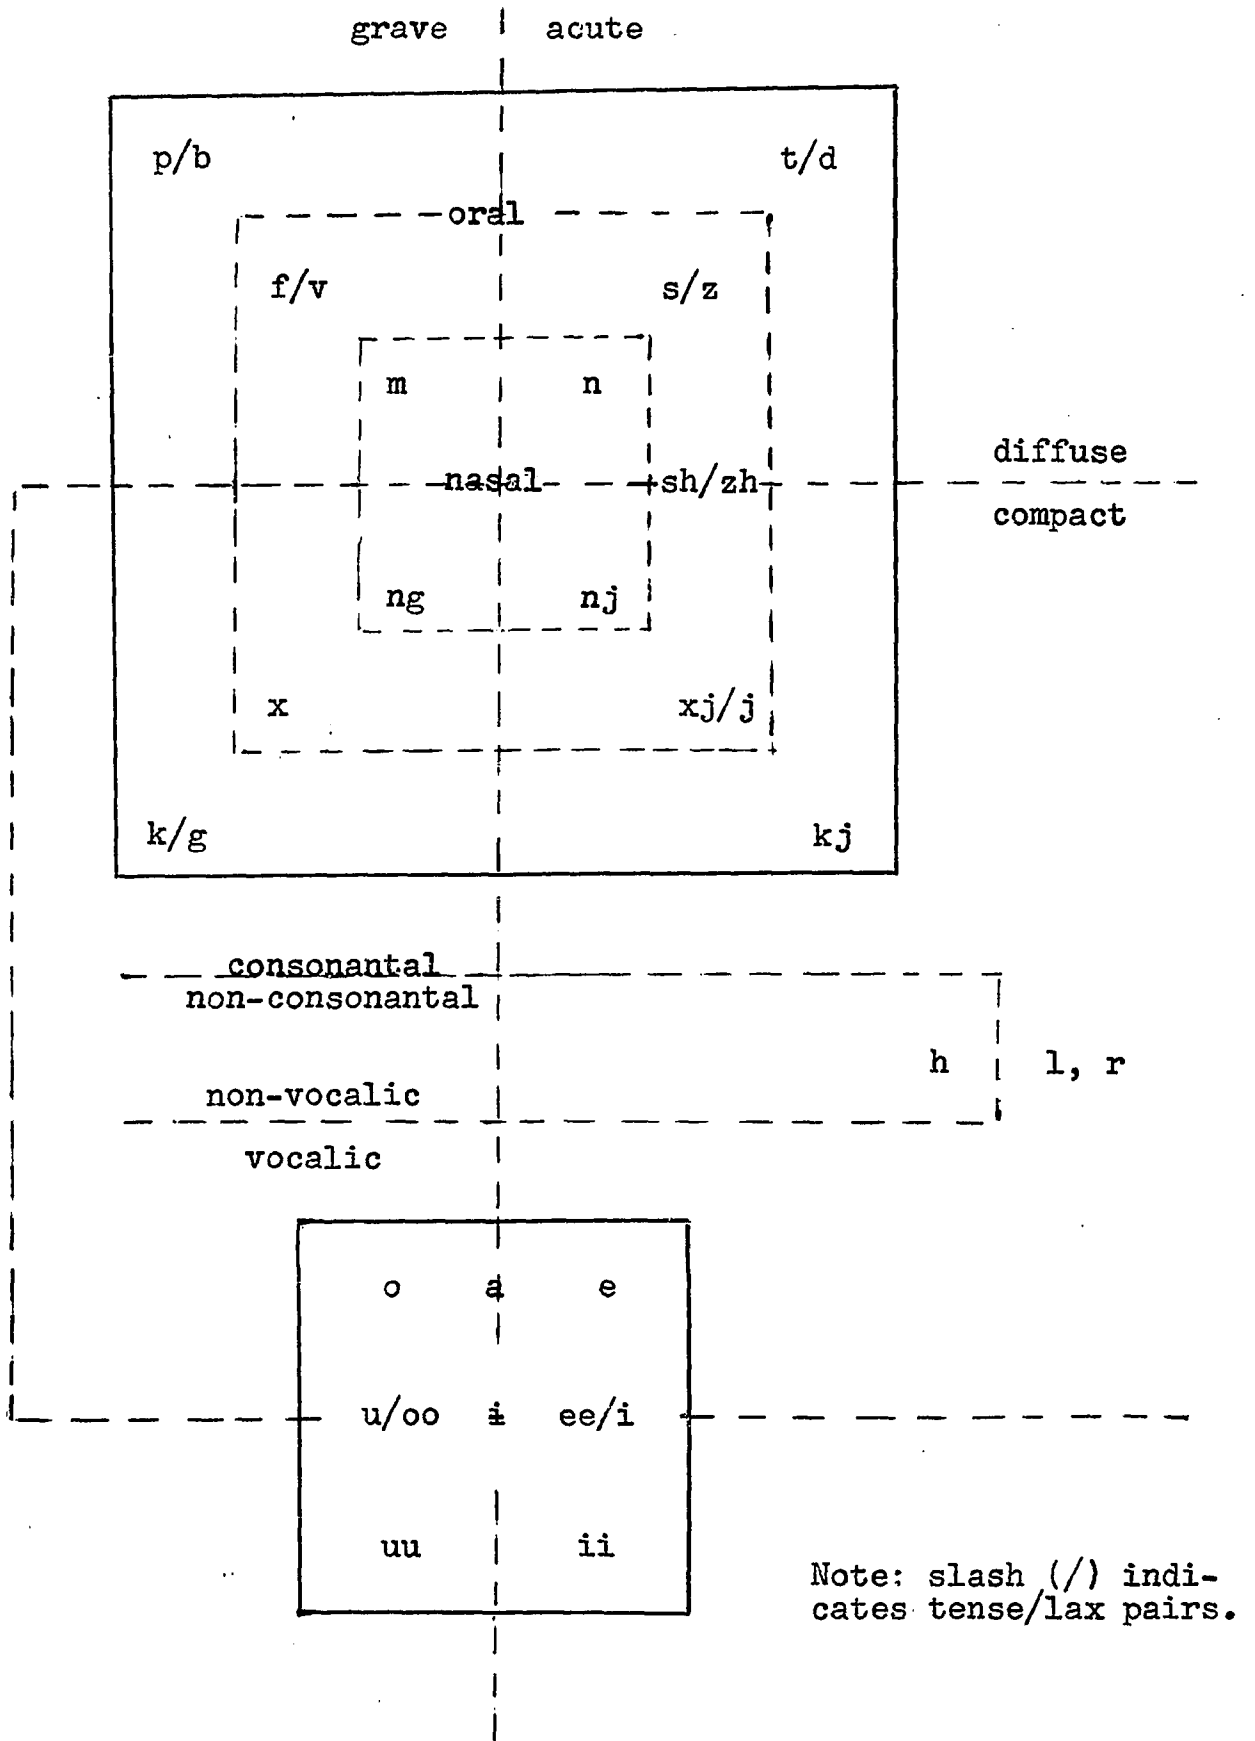 grave acute
p/b t/d
oral
f/v s/z
m n
diffuse
nasal sh/zh
compact
ng nj
x xj/j
k/g kj
consonantal
non-consonantal
h l, r
non-vocalic
vocalic
o a e
u/oo ɨ ee/i
uu ii
Note: slash (/) indi-
cates tense/lax pairs.